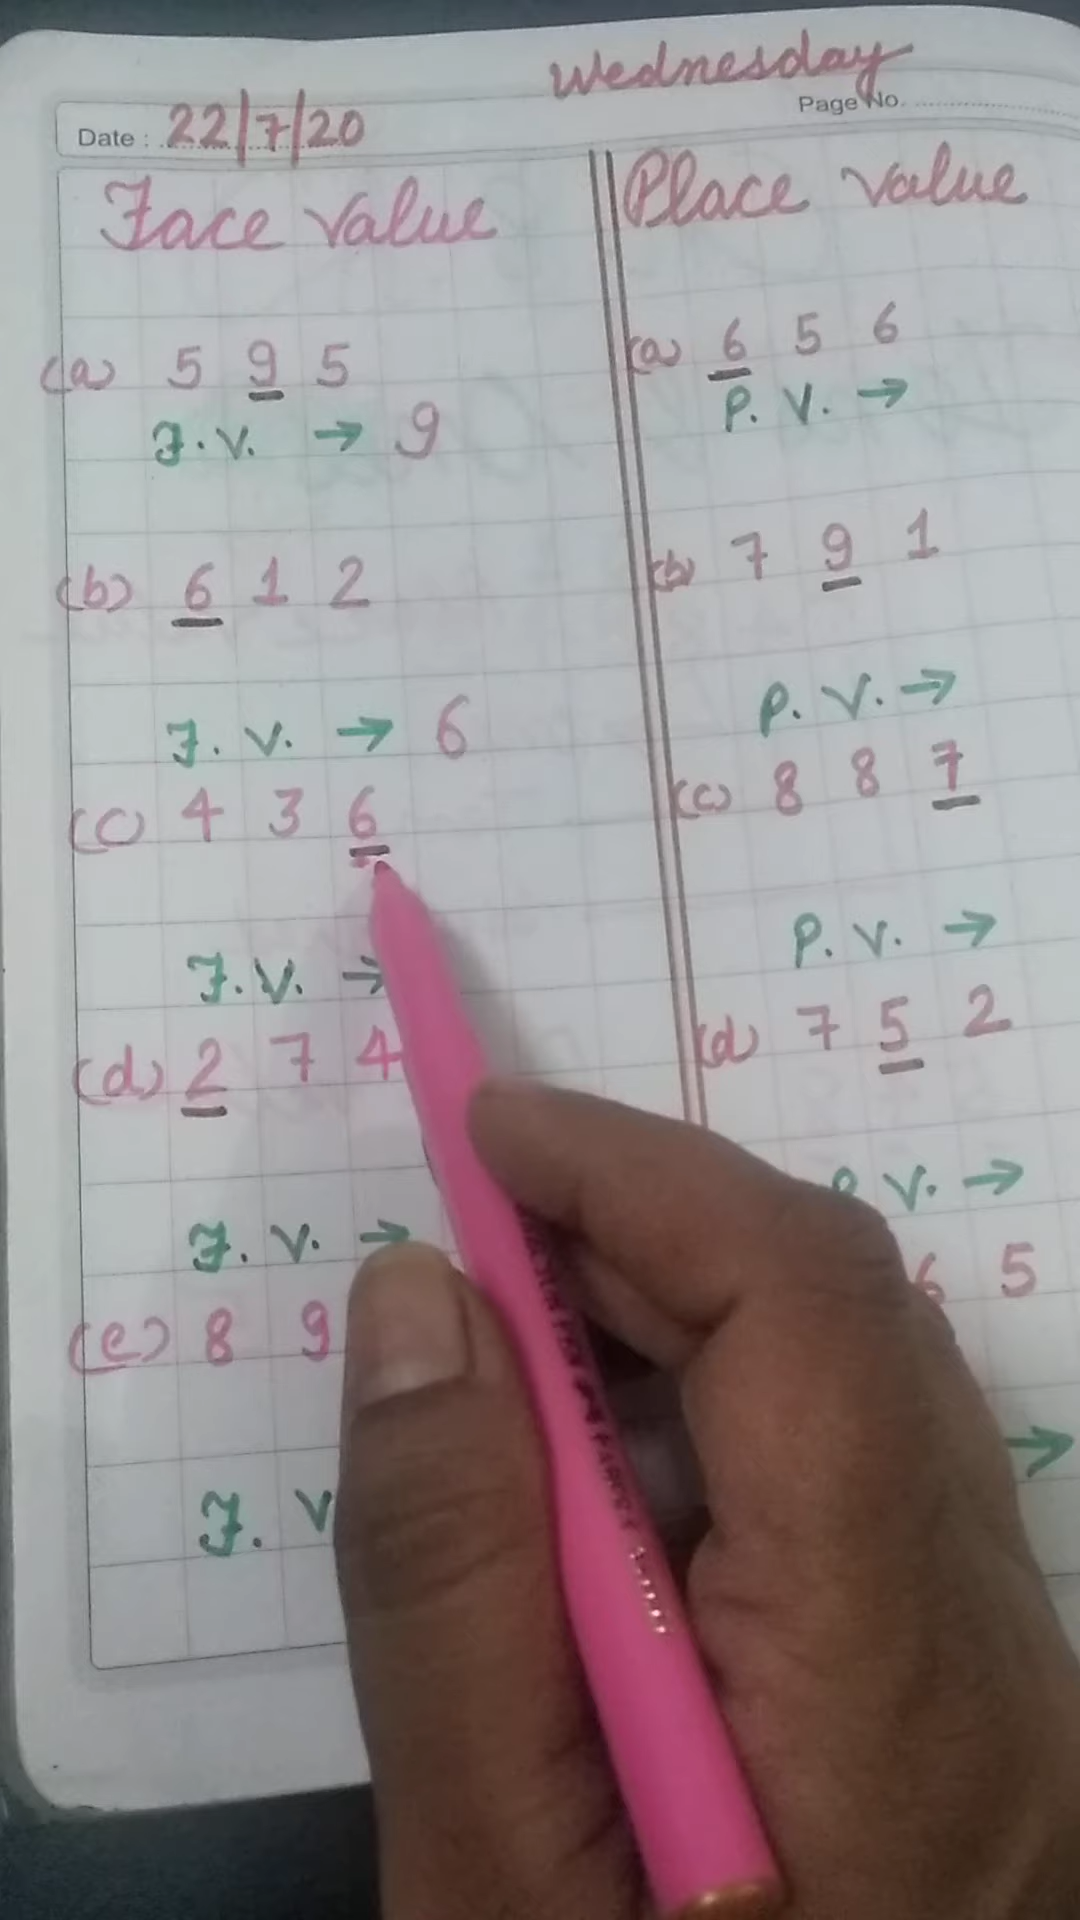 Wednesday
Page No.
Date : 22/7/20
Face Value
(a) 5 9 5
F.V. → 9
(b) 6 1 2
F. V. → 6
(c) 4 3 6
F.V. →
(d) 2 7 4
F. V. →
(e) 8 9
F. V
Place Value
(a) 6 5 6
P. V. →
(b) 7 9 1
P. V. →
(c) 8 8 7
P. V. →
(d) 7 5 2
P. V. →
6 5
→